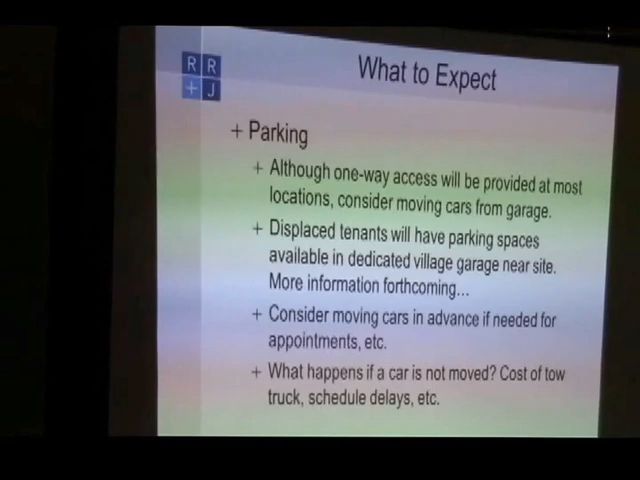 R R
+ J
What to Expect
+ Parking
+ Although one-way access will be provided at most
locations, consider moving cars from garage.
+ Displaced tenants will have parking spaces
available in dedicated village garage near site.
More information forthcoming...
+ Consider moving cars in advance if needed for
appointments, etc.
+ What happens if a car is not moved? Cost of tow
truck, schedule delays, etc.